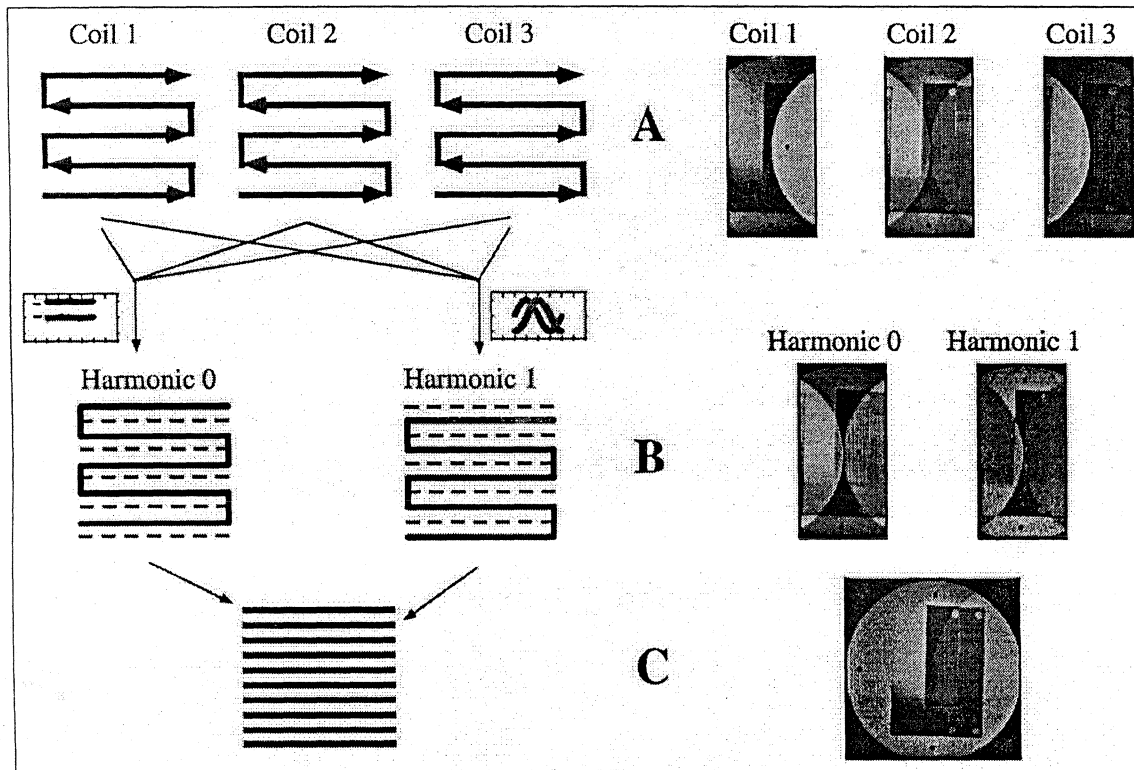 Coil 1 Coil 2 Coil 3
Coil 1 Coil 2 Coil 3
A
Harmonic 0 Harmonic 1
Harmonic 0 Harmonic 1
B
C